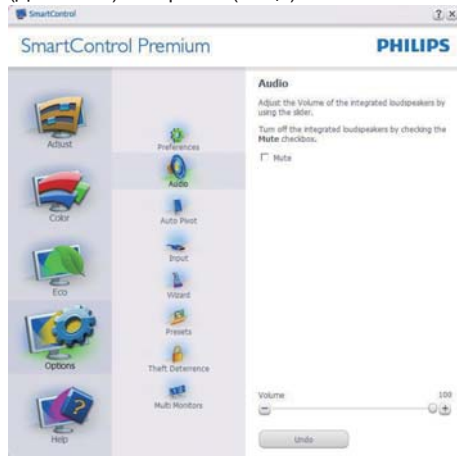 SmartControl
SmartControl Premium
PHILIPS
Adjust
Color
Eco
Options
Help
Preferences
Audio
Auto Pivot
Input
Wizard
Presets
Theft Deterrence
Multi Monitors
Audio
Adjust the Volume of the integrated loudspeakers by
using the slider.
Turn off the integrated loudspeakers by checking the
Mute checkbox.
Mute
Volume 100
Undo